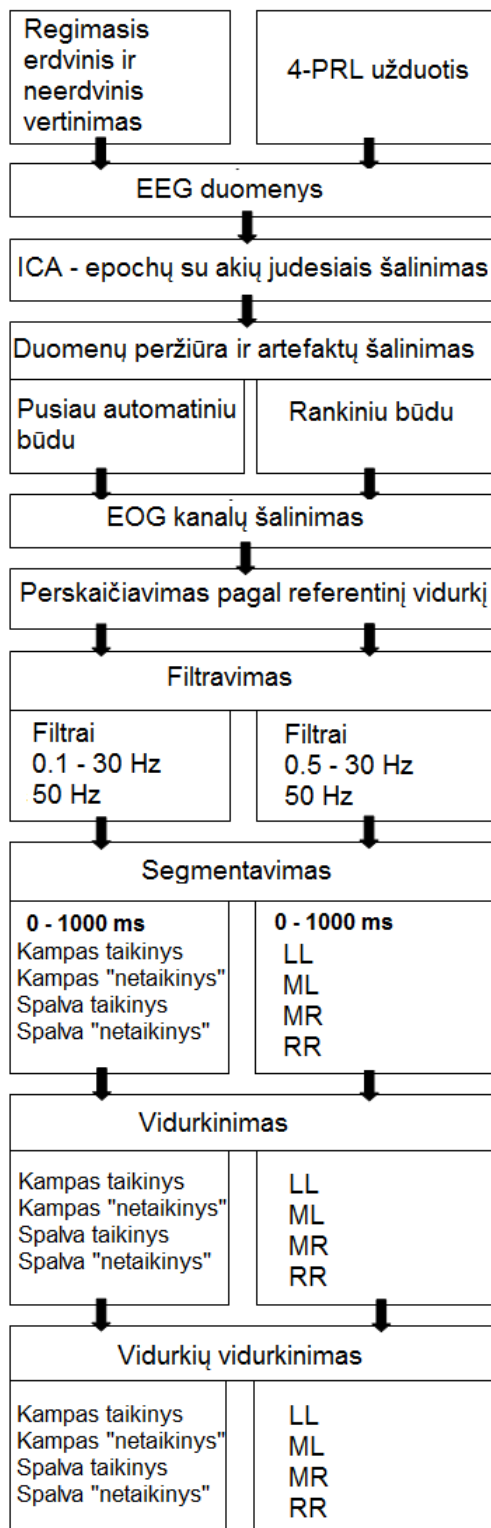 Regimasis
erdvinis ir
neerdvinis
vertinimas
4-PRL užduotis
EEG duomenys
ICA - epochų su akių judesiais šalinimas
Duomenų peržiūra ir artefaktų šalinimas
Pusiau automatiniu
būdu
Rankiniu būdu
EOG kanalų šalinimas
Perskaičiavimas pagal referentinį vidurkį
Filtravimas
Filtrai
0.1 - 30 Hz
50 Hz
Filtrai
0.5 - 30 Hz
50 Hz
Segmentavimas
0 - 1000 ms
Kampas taikinys
Kampas "netaikinys"
Spalva taikinys
Spalva "netaikinys"
0 - 1000 ms
LL
ML
MR
RR
Vidurkinimas
Kampas taikinys
Kampas "netaikinys"
Spalva taikinys
Spalva "netaikinys"
LL
ML
MR
RR
Vidurkių vidurkinimas
Kampas taikinys
Kampas "netaikinys"
Spalva taikinys
Spalva "netaikinys"
LL
ML
MR
RR